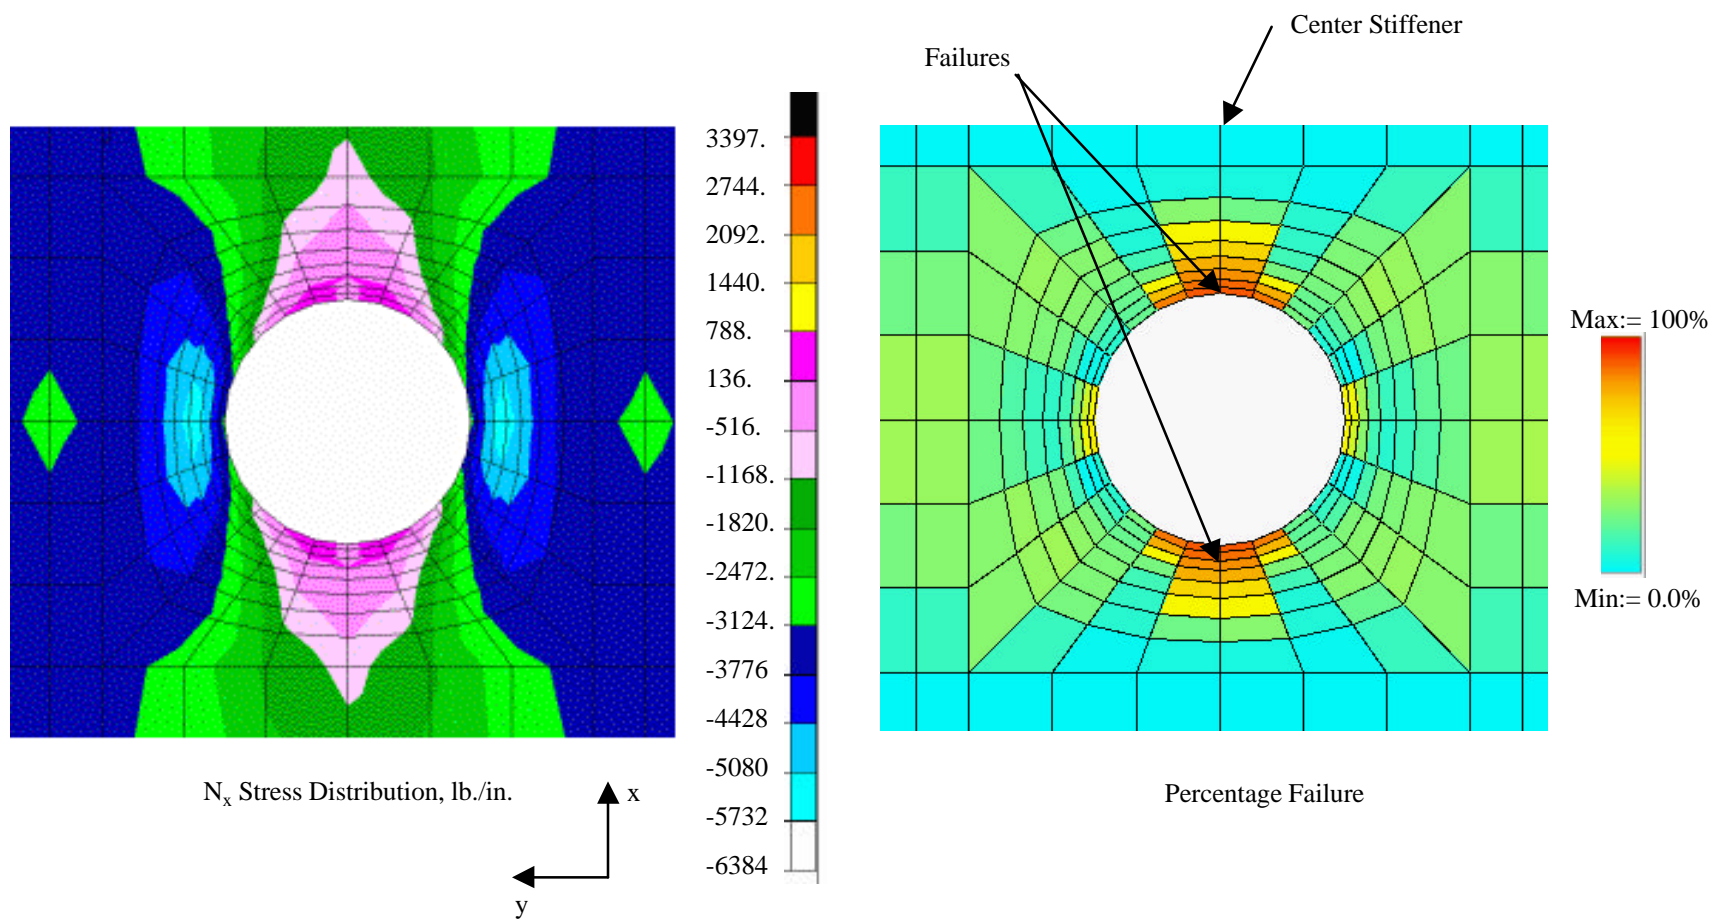 Center Stiffener
Failures
3397.
2744.
2092.
1440.
788.
136.
-516.
-1168.
-1820.
-2472.
-3124.
-3776
-4428
-5080
-5732
-6384
Max:= 100%
Min:= 0.0%
Nx Stress Distribution, lb./in.
x
y
Percentage Failure